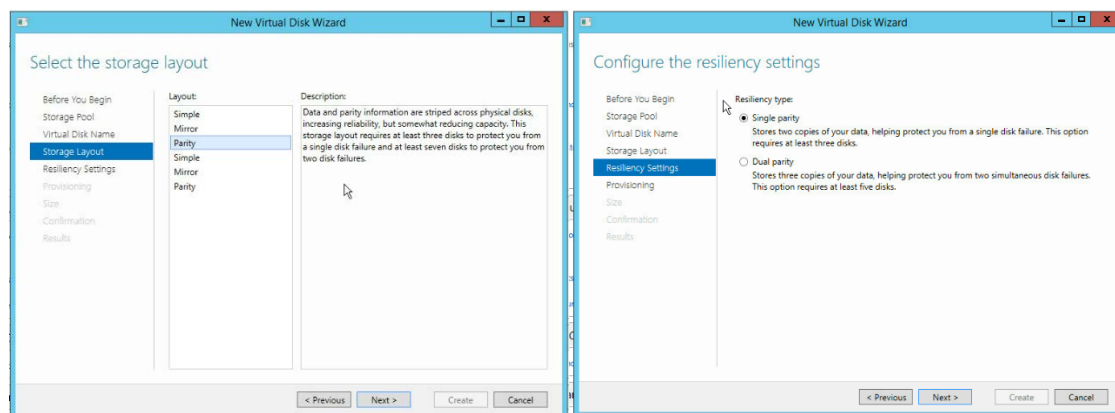 New Virtual Disk Wizard
Select the storage layout
Before You Begin
Storage Pool
Virtual Disk Name
Storage Layout
Resiliency Settings
Provisioning
Size
Confirmation
Results
Layout:
Simple
Mirror
Parity
Simple
Mirror
Parity
Description:
Data and parity information are striped across physical disks,
increasing reliability, but somewhat reducing capacity. This
storage layout requires at least three disks to protect you from
a single disk failure and at least seven disks to protect you from
two disk failures.
< Previous
Next >
Create
Cancel
New Virtual Disk Wizard
Configure the resiliency settings
Before You Begin
Storage Pool
Virtual Disk Name
Storage Layout
Resiliency Settings
Provisioning
Size
Confirmation
Results
Resiliency type:
Single parity
Stores two copies of your data, helping protect you from a single disk failure. This option
requires at least three disks.
Dual parity
Stores three copies of your data, helping protect you from two simultaneous disk failures.
This option requires at least five disks.
< Previous
Next >
Create
Cancel